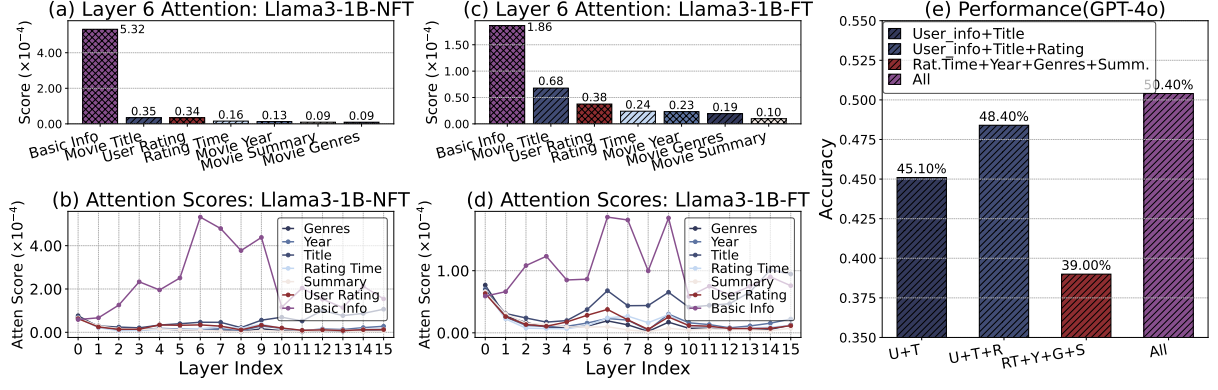 (a) Layer 6 Attention: Llama3-1B-NFT
Score (×10⁻⁴)
4.00
2.00
0.00
5.32
0.35
0.34
0.16
0.13
0.09
0.09
Basic Info
Movie Title
User Rating
Rating Time
Movie Year
Movie Summary
Movie Genres
(c) Layer 6 Attention: Llama3-1B-FT
Score (×10⁻⁴)
1.50
1.00
0.50
0.00
1.86
0.68
0.38
0.24
0.23
0.19
0.10
Basic Info
Movie Title
User Rating
Rating Time
Movie Year
Movie Genres
Movie Summary
(b) Attention Scores: Llama3-1B-NFT
Atten Score (×10⁻⁴)
4.00
2.00
0.00
Genres
Year
Title
Rating Time
Summary
User Rating
Basic Info
0 1 2 3 4 5 6 7 8 9 10 11 12 13 14 15
Layer Index
(d) Attention Scores: Llama3-1B-FT
Atten Score (×10⁻⁴)
1.00
0.00
Genres
Year
Title
Rating Time
Summary
User Rating
Basic Info
0 1 2 3 4 5 6 7 8 9 10 11 12 13 14 15
Layer Index
(e) Performance(GPT-4o)
Accuracy
0.550
0.525
0.500
0.475
0.450
0.425
0.400
0.375
0.350
User_info+Title
User_info+Title+Rating
Rat.Time+Year+Genres+Summ.
All
45.10%
48.40%
39.00%
50.40%
U+T
U+T+R
RT+Y+G+S
All